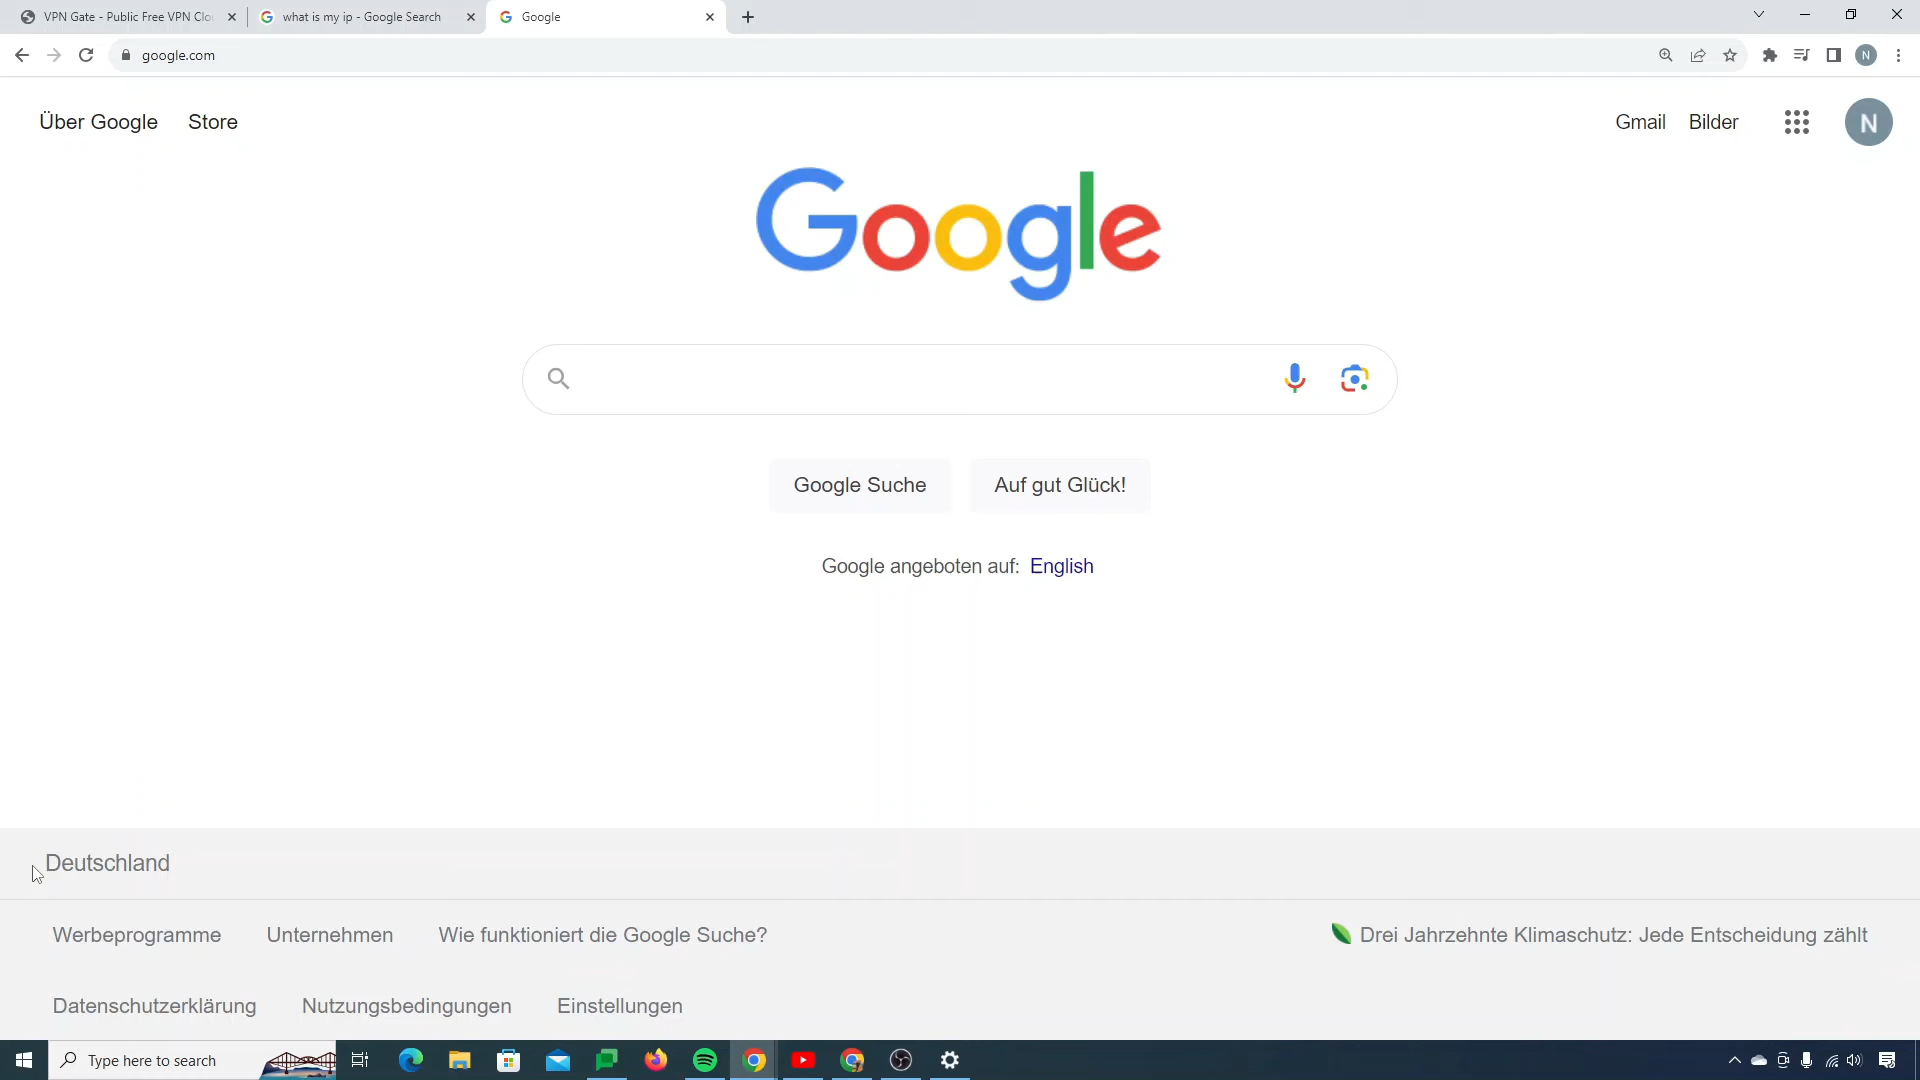 VPN Gate - Public Free VPN Clo
what is my ip - Google Search
Google
google.com
N
Über Google
Store
Gmail
Bilder
N
Google
Google Suche
Auf gut Glück!
Google angeboten auf: English
Deutschland
Werbeprogramme
Unternehmen
Wie funktioniert die Google Suche?
Drei Jahrzehnte Klimaschutz: Jede Entscheidung zählt
Datenschutzerklärung
Nutzungsbedingungen
Einstellungen
Type here to search